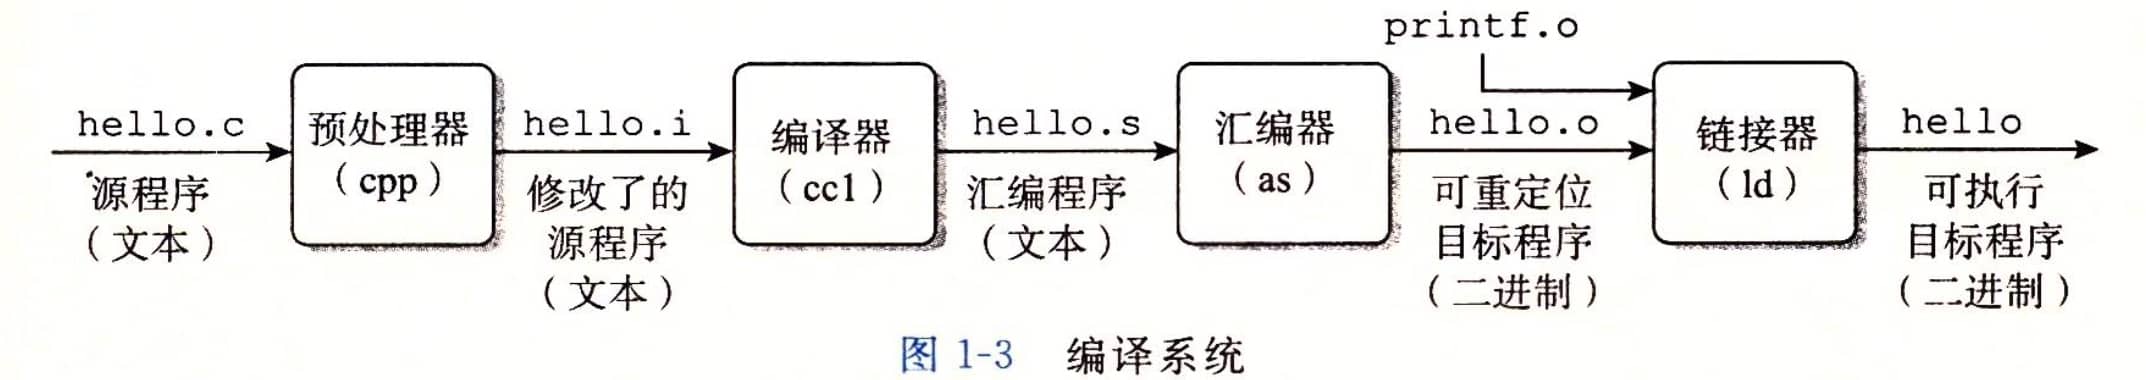 printf.o
hello.c
预处理器
(cpp)
hello.i
编译器
(cc1)
hello.s
汇编器
(as)
hello.o
链接器
(ld)
hello
源程序
(文本)
修改了的
源程序
(文本)
汇编程序
(文本)
可重定位
目标程序
(二进制)
可执行
目标程序
(二进制)
图 1-3 编译系统